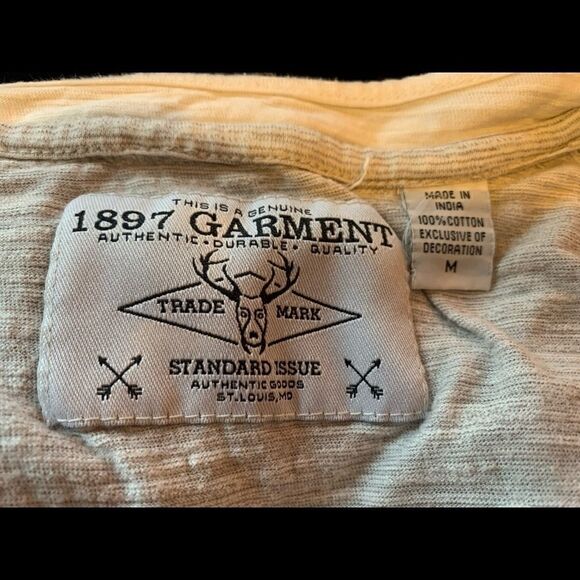 THIS IS A GENUINE
1897 GARMENT
AUTHENTIC • DURABLE • QUALITY
TRADE MARK
STANDARD ISSUE
AUTHENTIC GOODS
ST. LOUIS, MO
MADE IN
INDIA
100% COTTON
EXCLUSIVE OF
DECORATION
M